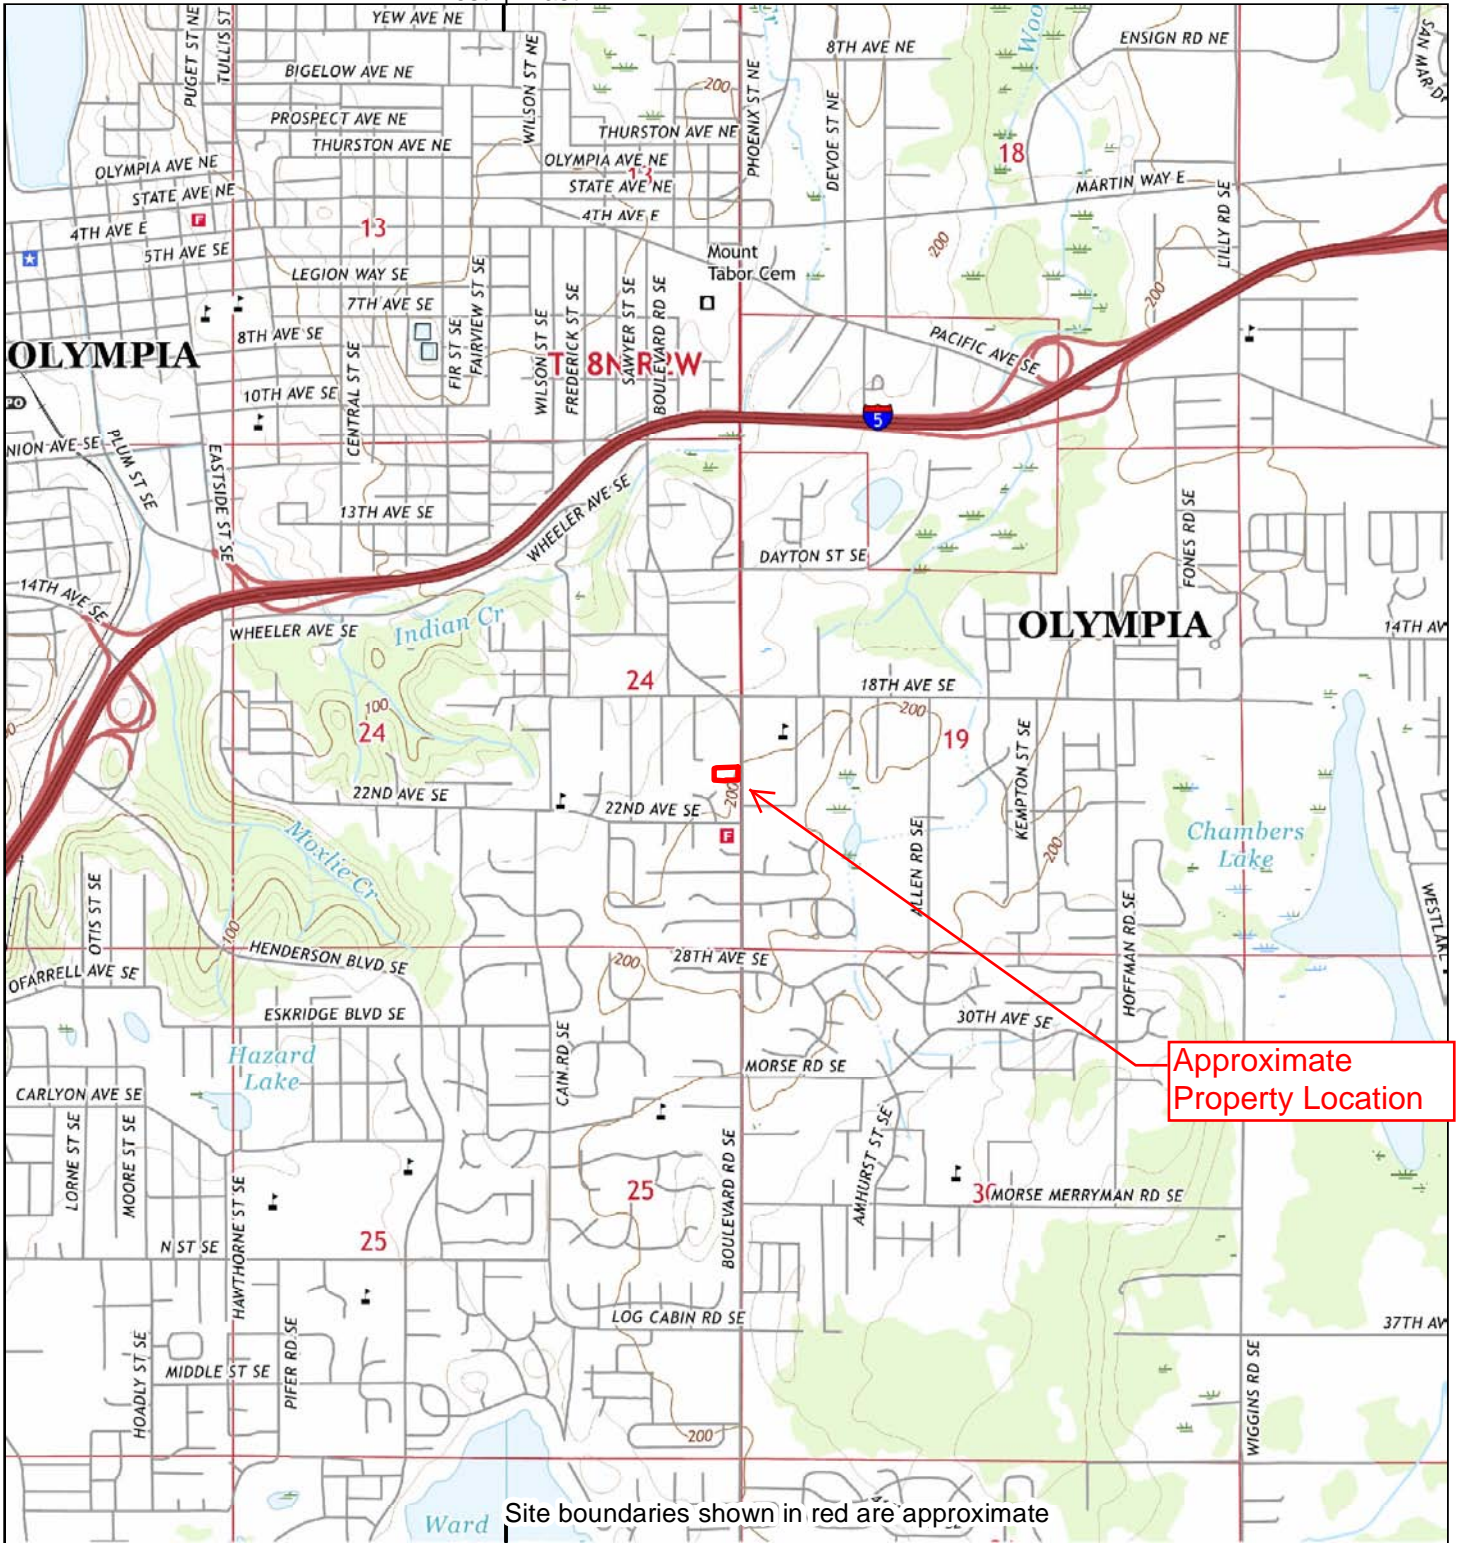 YEW AVE NE
PUGET ST NE
TULLIS ST
BIGELOW AVE NE
WILSON ST NE
8TH AVE NE
ENSIGN RD NE
200
PROSPECT AVE NE
THURSTON AVE NE
THURSTON AVE NE
PHOENIX ST NE
DEVOE ST NE
18
OLYMPIA AVE NE
OLYMPIA AVE NE
13
STATE AVE NE
STATE AVE NE
MARTIN WAY E
LILLY RD SE
F
4TH AVE E
13
4TH AVE E
5TH AVE SE
Mount
Tabor Cem
200
LEGION WAY SE
7TH AVE SE
200
8TH AVE SE
FIR ST SE
FAIRVIEW ST SE
WILSON ST SE
FREDERICK ST SE
SAWYER ST SE
BOULEVARD RD SE
PACIFIC AVE SE
OLYMPIA
10TH AVE SE
CENTRAL ST SE
PO
5
NION AVE SE
PLUM ST SE
EASTSIDE ST SE
13TH AVE SE
WHEELER AVE SE
DAYTON ST SE
FONES RD SE
14TH AVE SE
WHEELER AVE SE
Indian Cr
OLYMPIA
14TH AV
24
18TH AVE SE
100
24
200
19
KEMPTON ST SE
22ND AVE SE
22ND AVE SE
200
F
Moxlie Cr
ALLEN RD SE
200
Chambers
Lake
OTIS ST SE
100
HOFFMAN RD SE
WESTLAKE
HENDERSON BLVD SE
200
28TH AVE SE
OFARRELL AVE SE
ESKRIDGE BLVD SE
30TH AVE SE
Hazard
Lake
CAIN RD SE
MORSE RD SE
Approximate
Property Location
CARLYON AVE SE
LORNE ST SE
MOORE ST SE
HAWTHORNE ST SE
25
BOULEVARD RD SE
AMHURST ST SE
MORSE MERRYMAN RD SE
N ST SE
25
LOG CABIN RD SE
37TH AV
HOADLY ST SE
MIDDLE ST SE
PIFER RD SE
WIGGINS RD SE
200
Ward
Site boundaries shown in red are approximate